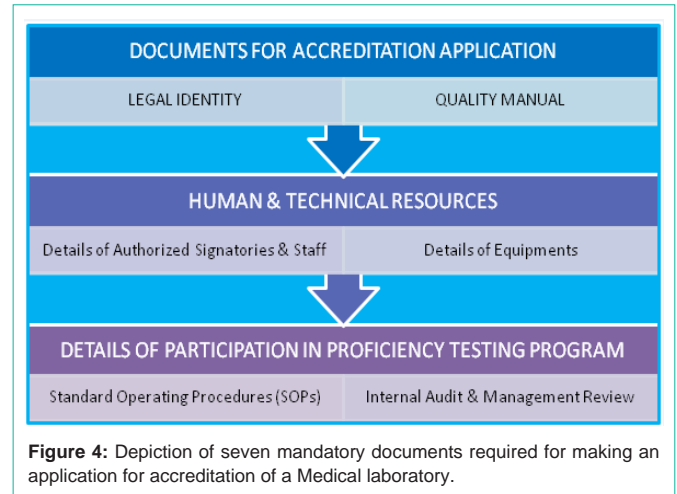 DOCUMENTS FOR ACCREDITATION APPLICATION
LEGAL IDENTITY
QUALITY MANUAL
HUMAN & TECHNICAL RESOURCES
Details of Authorized Signatories & Staff
Details of Equipments
DETAILS OF PARTICIPATION IN PROFICIENCY TESTING PROGRAM
Standard Operating Procedures (SOPs)
Internal Audit & Management Review
Figure 4: Depiction of seven mandatory documents required for making an
application for accreditation of a Medical laboratory.